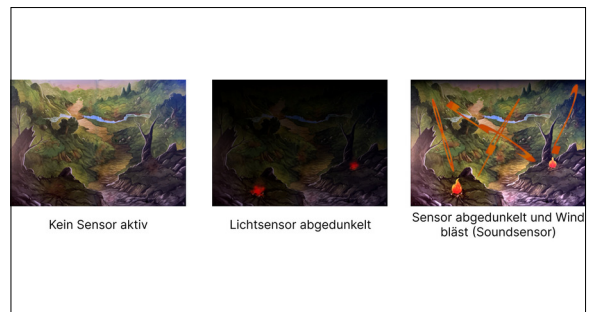 Kein Sensor aktiv
Lichtsensor abgedunkelt
Sensor abgedunkelt und Wind
bläst (Soundsensor)